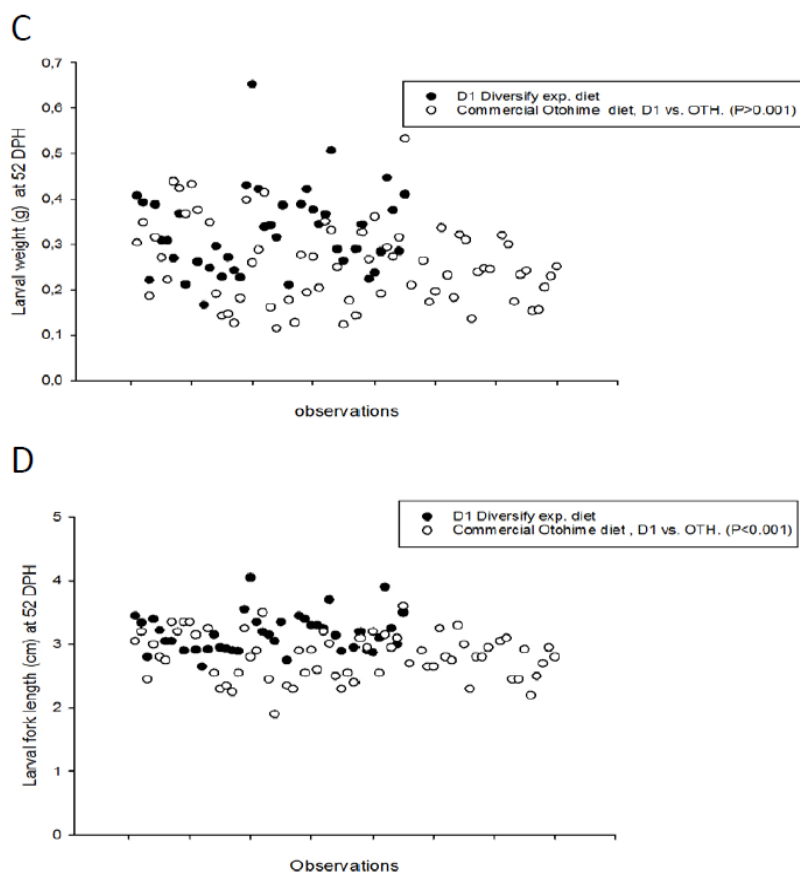 C
0,7
0,6
0,5
0,4
0,3
0,2
0,1
0.0
Larval weight (g) at 52 DPH
D1 Diversify exp. diet
Commercial Otohime diet, D1 vs. OTH. (P>0.001)
observations
D
5
4
3
2
1
0
Larval fork length (cm) at 52 DPH
D1 Diversify exp. diet
Commercial Otohime diet , D1 vs. OTH. (P<0.001)
Observations